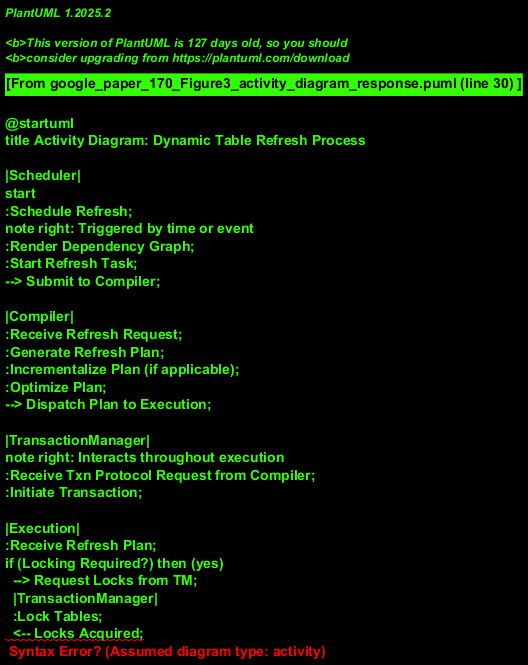 PlantUML 1.2025.2
<b>This version of PlantUML is 127 days old, so you should
<b>consider upgrading from https://plantuml.com/download
[From google_paper_170_Figure3_activity_diagram_response.puml (line 30) ]
@startuml
title Activity Diagram: Dynamic Table Refresh Process
|Scheduler|
start
:Schedule Refresh;
note right: Triggered by time or event
:Render Dependency Graph;
:Start Refresh Task;
--> Submit to Compiler;
|Compiler|
:Receive Refresh Request;
:Generate Refresh Plan;
:Incrementalize Plan (if applicable);
:Optimize Plan;
--> Dispatch Plan to Execution;
|TransactionManager|
note right: Interacts throughout execution
:Receive Txn Protocol Request from Compiler;
:Initiate Transaction;
|Execution|
:Receive Refresh Plan;
if (Locking Required?) then (yes)
--> Request Locks from TM;
|TransactionManager|
:Lock Tables;
<-- Locks Acquired;
Syntax Error? (Assumed diagram type: activity)